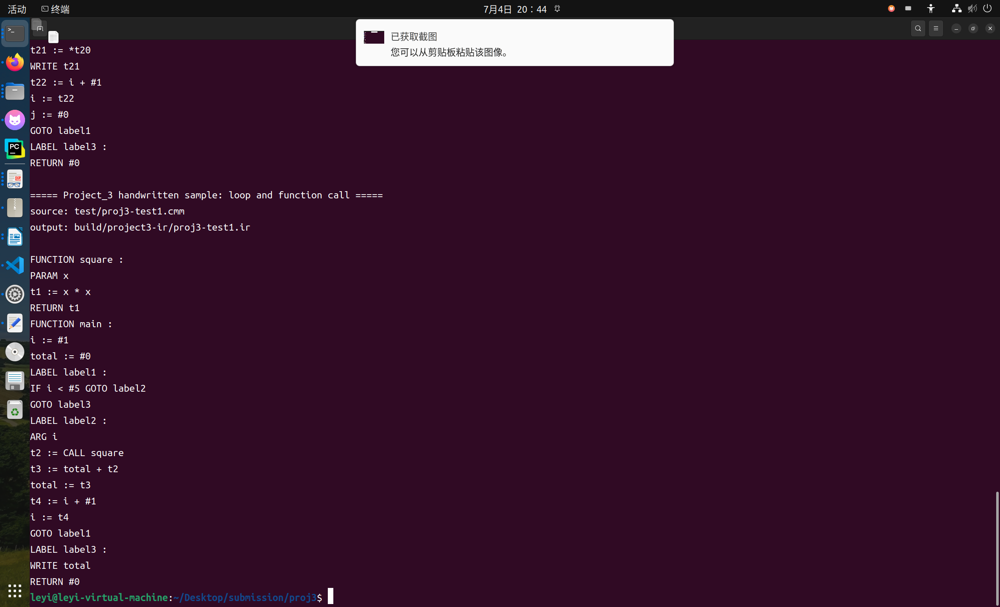 活动
终端
7月4日 20：44
已获取截图
您可以从剪贴板粘贴该图像。
t21 := *t20
WRITE t21
t22 := i + #1
i := t22
j := #0
GOTO label1
LABEL label3 :
RETURN #0
===== Project_3 handwritten sample: loop and function call =====
source: test/proj3-test1.cmm
output: build/project3-ir/proj3-test1.ir
FUNCTION square :
PARAM x
t1 := x * x
RETURN t1
FUNCTION main :
i := #1
total := #0
LABEL label1 :
IF i < #5 GOTO label2
GOTO label3
LABEL label2 :
ARG i
t2 := CALL square
t3 := total + t2
total := t3
t4 := i + #1
i := t4
GOTO label1
LABEL label3 :
WRITE total
RETURN #0
leyi@leyi-virtual-machine:~/Desktop/submission/proj3$
>_
PC